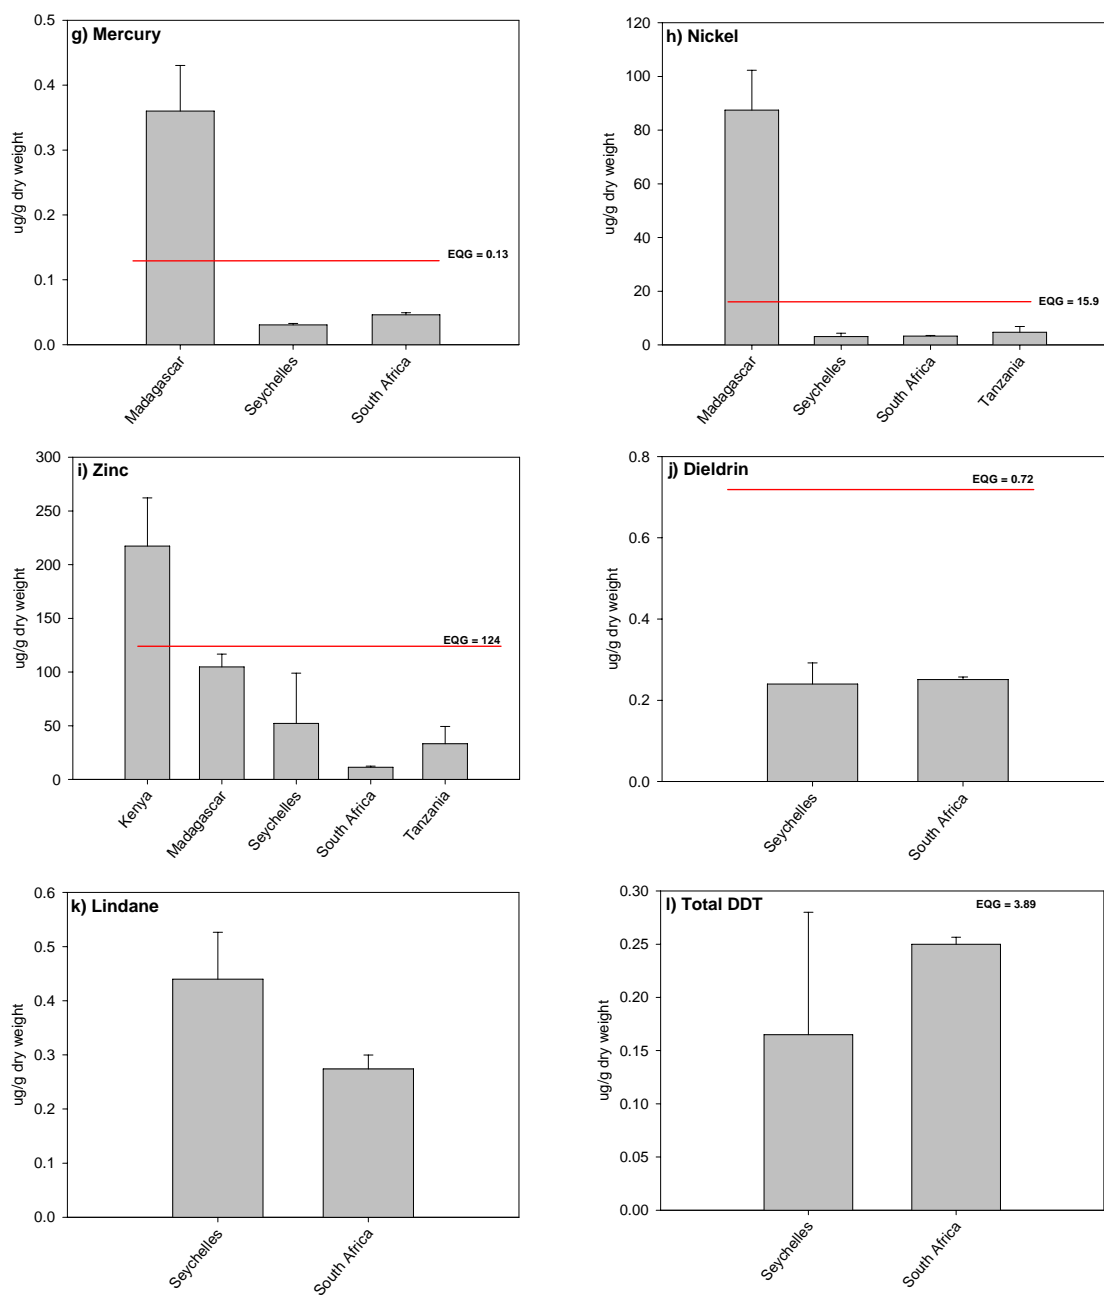 g) Mercury
0.5
0.4
0.3
0.2
0.1
0.0
ug/g dry weight
EQG = 0.13
Madagascar
Seychelles
South Africa
h) Nickel
120
100
80
60
40
20
0
ug/g dry weight
EQG = 15.9
Madagascar
Seychelles
South Africa
Tanzania
i) Zinc
300
250
200
150
100
50
0
ug/g dry weight
EQG = 124
Kenya
Madagascar
Seychelles
South Africa
Tanzania
j) Dieldrin
0.8
0.6
0.4
0.2
0.0
ug/g dry weight
EQG = 0.72
Seychelles
South Africa
k) Lindane
0.6
0.5
0.4
0.3
0.2
0.1
0.0
ug/g dry weight
Seychelles
South Africa
l) Total DDT
0.30
0.25
0.20
0.15
0.10
0.05
0.00
ug/g dry weight
EQG = 3.89
Seychelles
South Africa